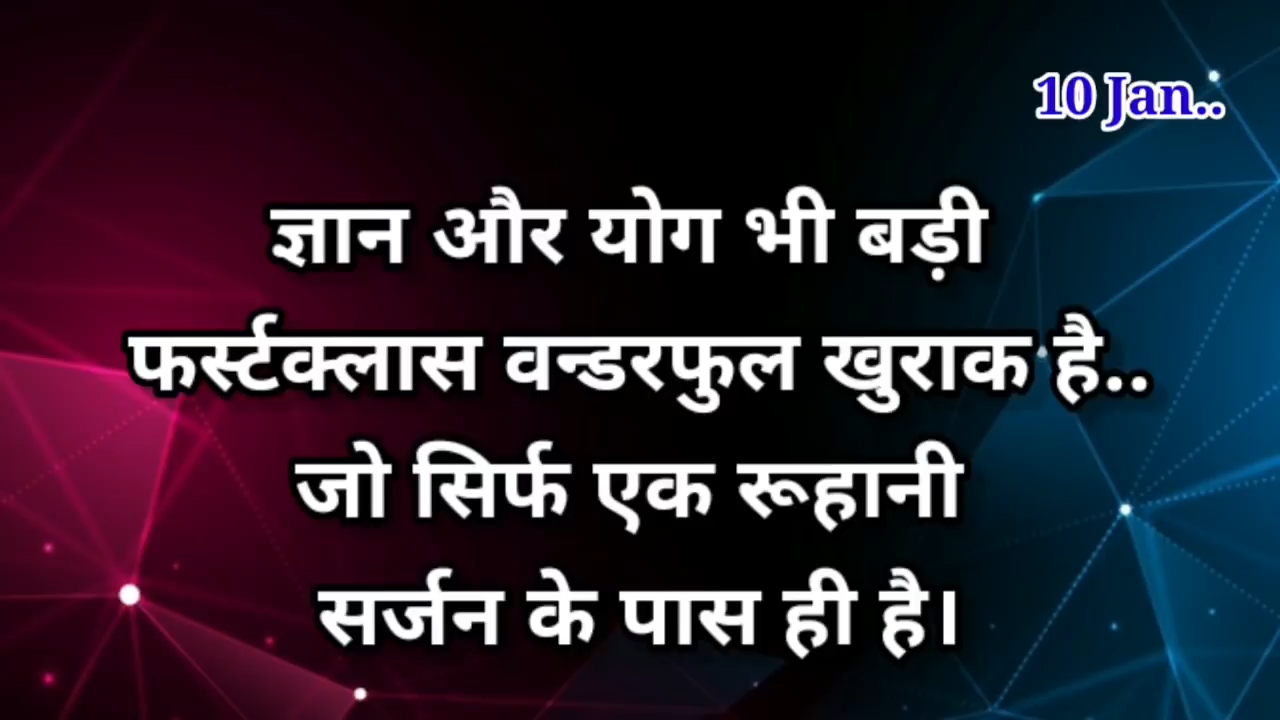 10 Jan..
ज्ञान और योग भी बड़ी
फर्स्टक्लास वन्डरफुल खुराक है..
जो सिर्फ एक रूहानी
सर्जन के पास ही है।